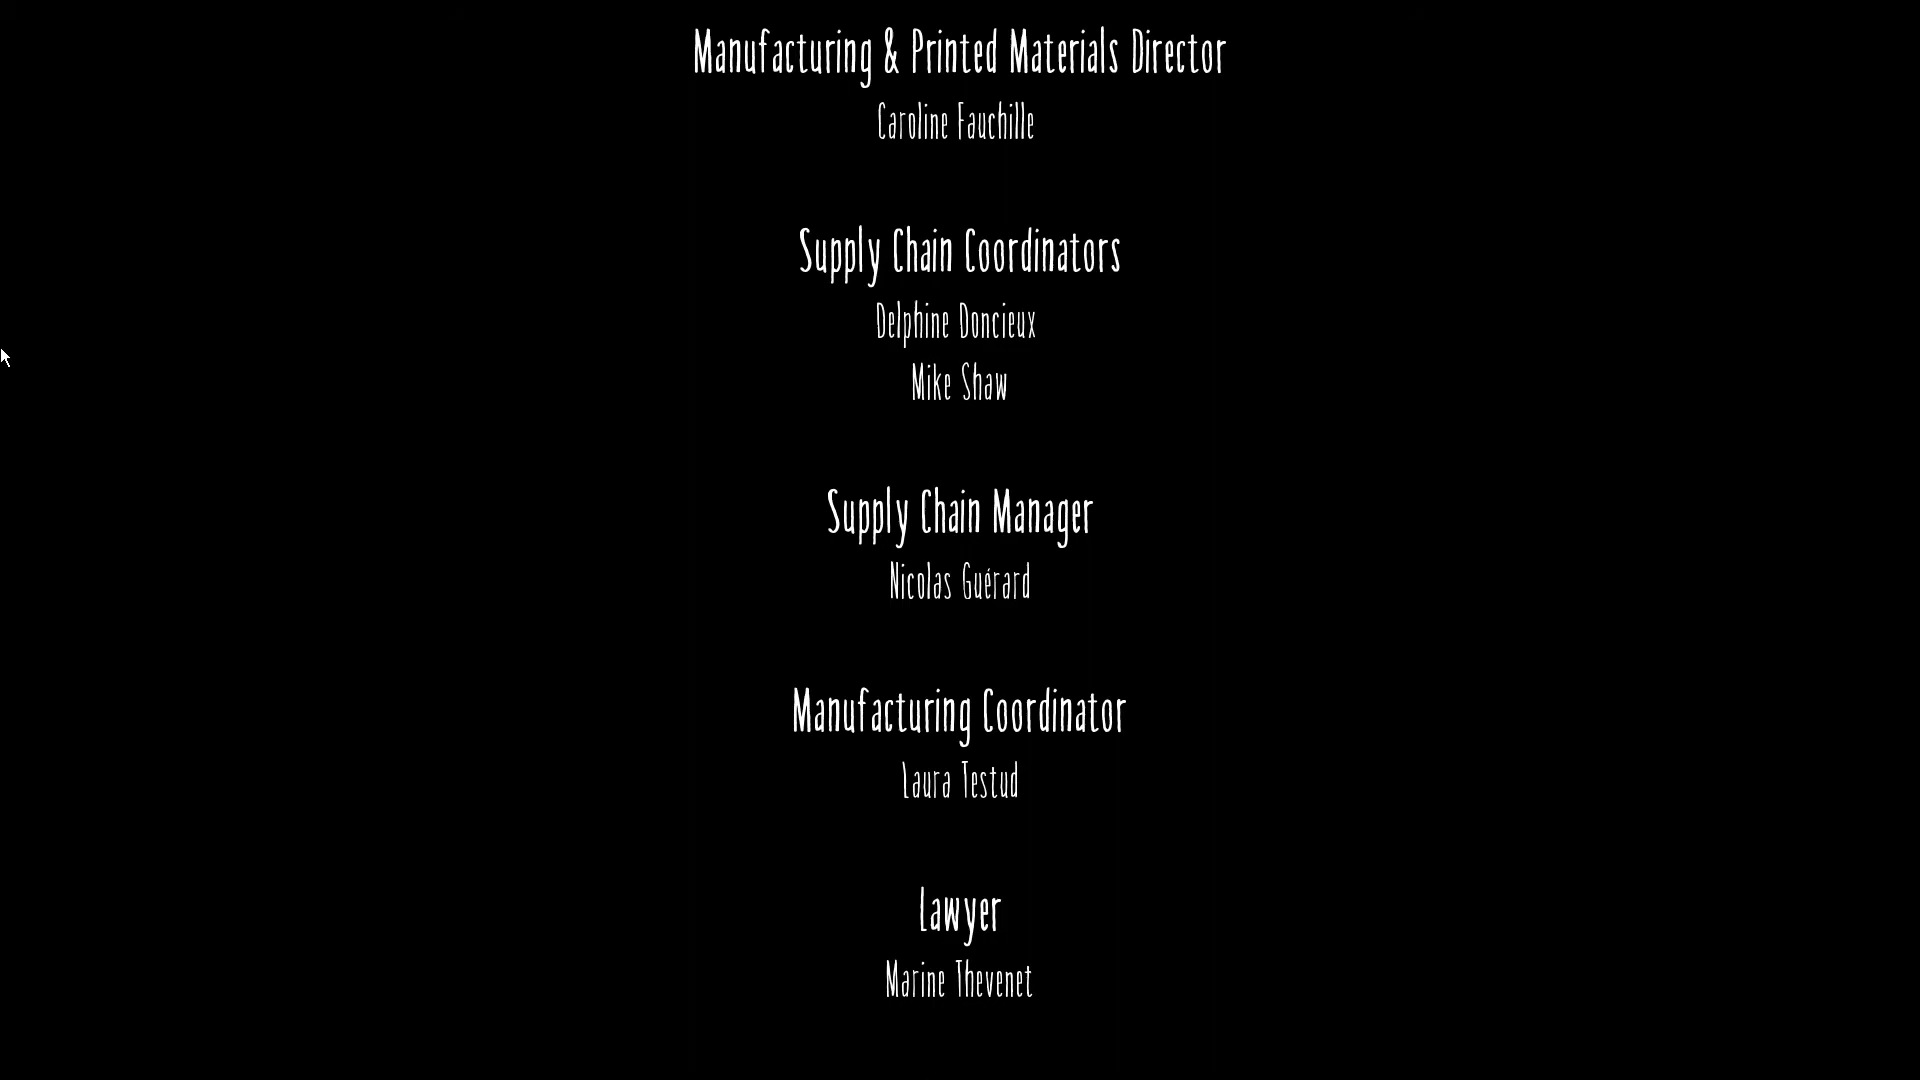 Manufacturing & Printed Materials Director
Caroline Fauchille
Supply Chain Coordinators
Delphine Doncieux
Mike Shaw
Supply Chain Manager
Nicolas Guérard
Manufacturing Coordinator
Laura Testud
Lawyer
Marine Thevenet